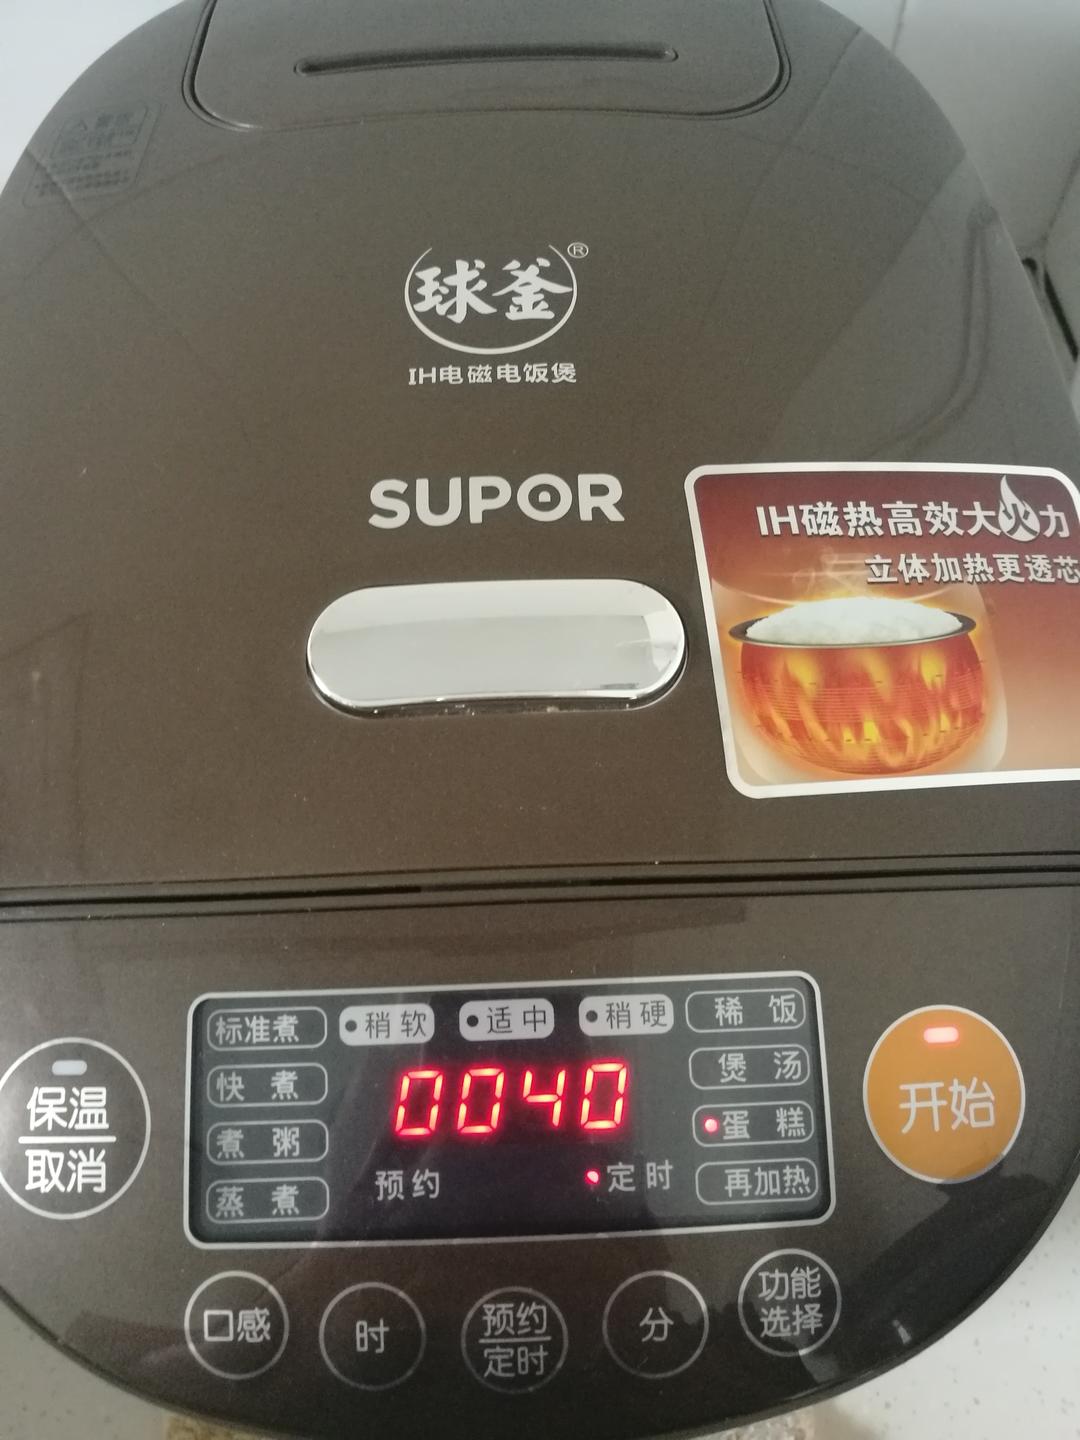 球釜®
IH电磁电饭煲
SUPOR
IH磁热高效大火力
立体加热更透芯
标准煮
稍软
适中
稍硬
稀饭
快煮
0040
煲汤
煮粥
蛋糕
蒸煮
预约
定时
再加热
保温
取消
开始
口感
时
预约
定时
分
功能
选择